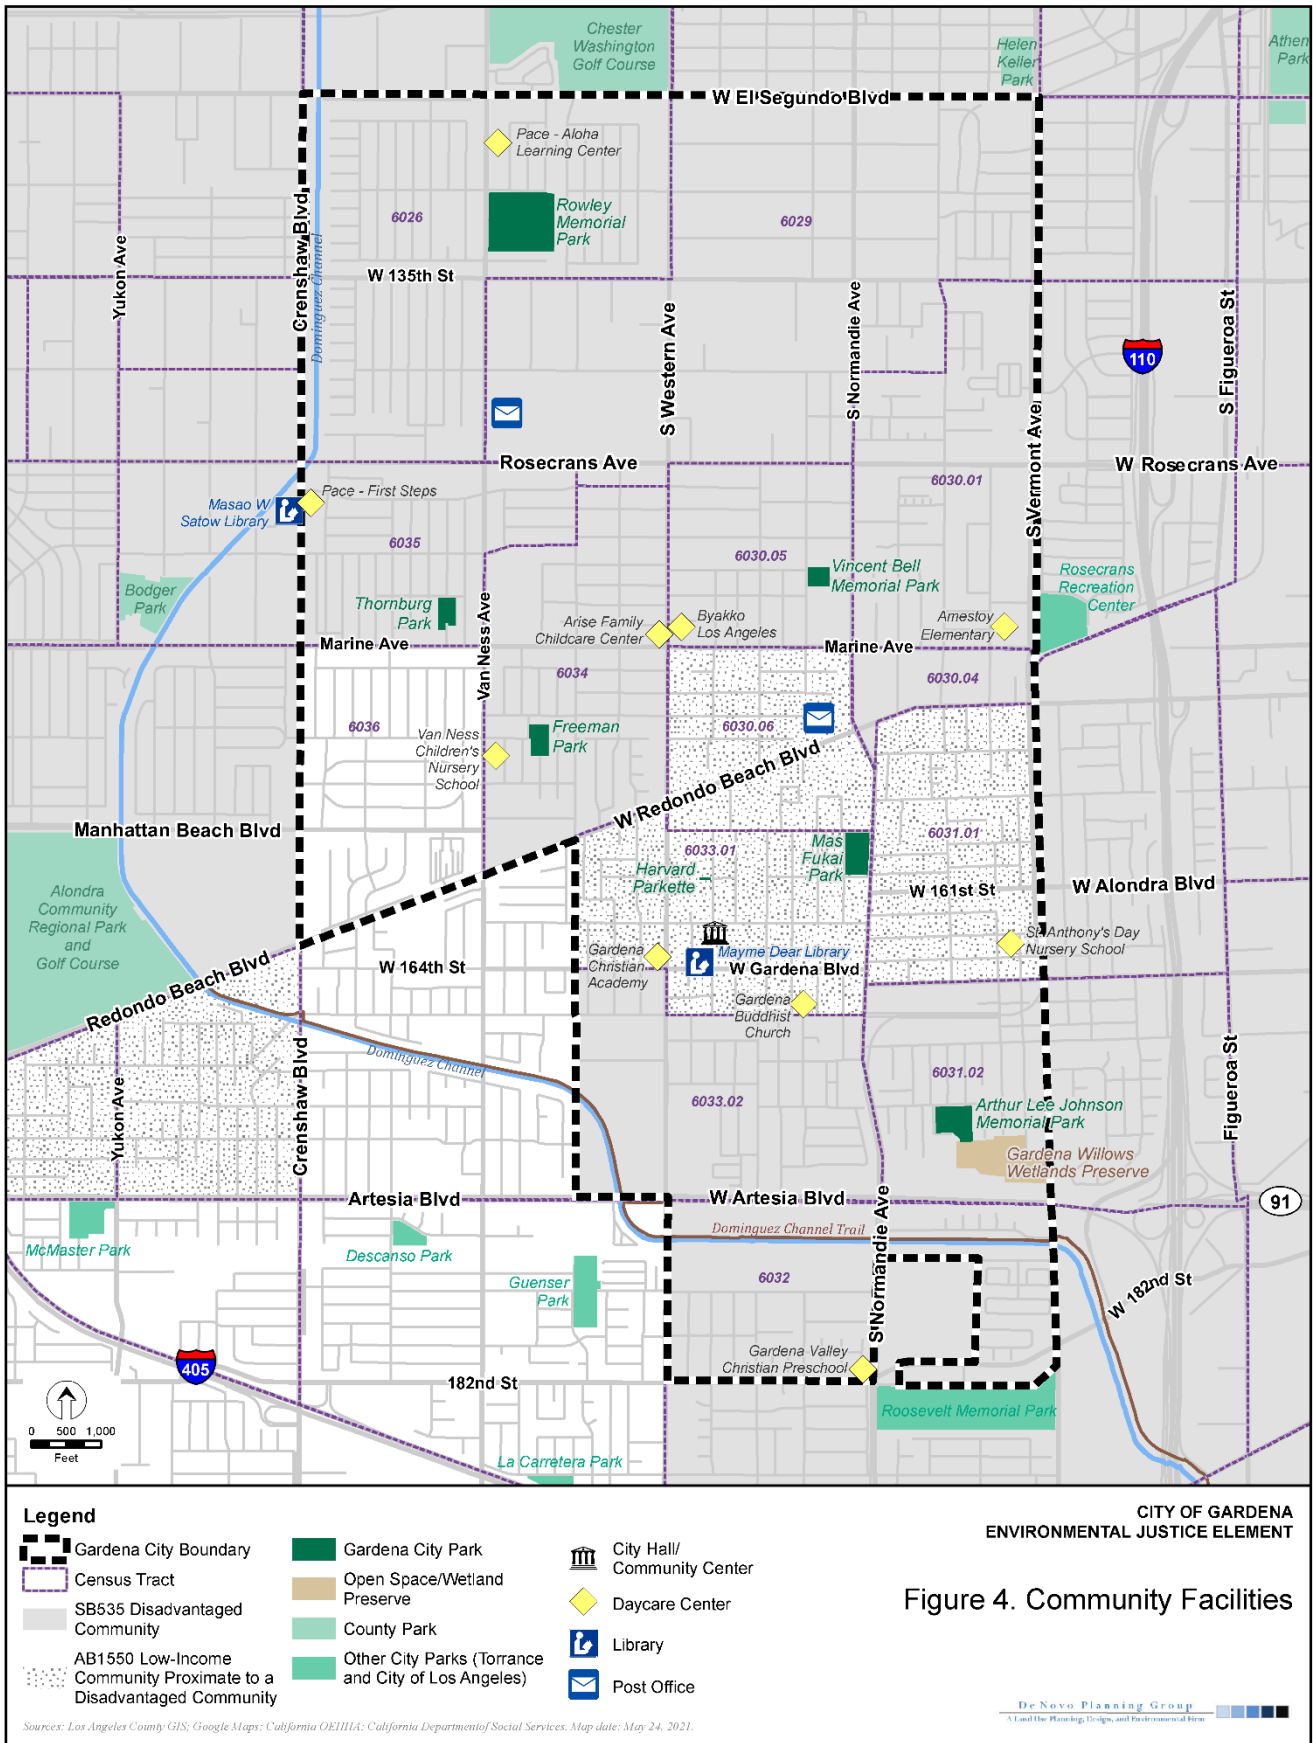 Chester
Washington
Golf Course
Helen
Keller
Park
Athen
Park
W El Segundo Blvd
Pace - Aloha
Learning Center
Rowley
Memorial
Park
6026
6029
Crenshaw Blvd
Dominguez Channel
Yukon Ave
W 135th St
S Western Ave
S Normandie Ave
S Figueroa St
110
S Vermont Ave
Rosecrans Ave
W Rosecrans Ave
6030.01
Pace - First Steps
Masao W
Satow Library
6035
6030.05
Vincent Bell
Memorial Park
Rosecrans
Recreation
Center
Bodger
Park
Thornburg
Park
Van Ness Ave
Arise Family
Childcare Center
Byakko
Los Angeles
Amestoy
Elementary
Marine Ave
Marine Ave
6034
6030.04
6036
Van Ness
Children's
Nursery
School
Freeman
Park
6030.06
W Redondo Beach Blvd
Manhattan Beach Blvd
6033.01
Mas
Fukai
Park
6031.01
Harvard
Parkette
W 161st St
W Alondra Blvd
Alondra
Community
Regional Park
and
Golf Course
Gardena
Christian
Academy
Mayme Dear Library
W Gardena Blvd
St. Anthony's Day
Nursery School
W 164th St
Redondo Beach Blvd
Gardena
Buddhist
Church
Dominguez Channel
Yukon Ave
Crenshaw Blvd
6031.02
6033.02
Figueroa St
Arthur Lee Johnson
Memorial Park
Gardena Willows
Wetlands Preserve
Artesia Blvd
W Artesia Blvd
91
Dominguez Channel Trail
McMaster Park
Descanso Park
Guenser
Park
6032
S Normandie Ave
W 182nd St
Gardena Valley
Christian Preschool
405
182nd St
Roosevelt Memorial Park
0 500 1,000
Feet
La Carretera Park
Legend
Gardena City Boundary
Census Tract
SB535 Disadvantaged
Community
AB1550 Low-Income
Community Proximate to a
Disadvantaged Community
Gardena City Park
Open Space/Wetland
Preserve
County Park
Other City Parks (Torrance
and City of Los Angeles)
City Hall/
Community Center
Daycare Center
Library
Post Office
CITY OF GARDENA
ENVIRONMENTAL JUSTICE ELEMENT
Figure 4. Community Facilities
De Novo Planning Group
A Land Use Planning, Design, and Environmental Firm
Sources: Los Angeles County GIS; Google Maps; California OEHHA; California Departmentof Social Services. Map date: May 24, 2021.